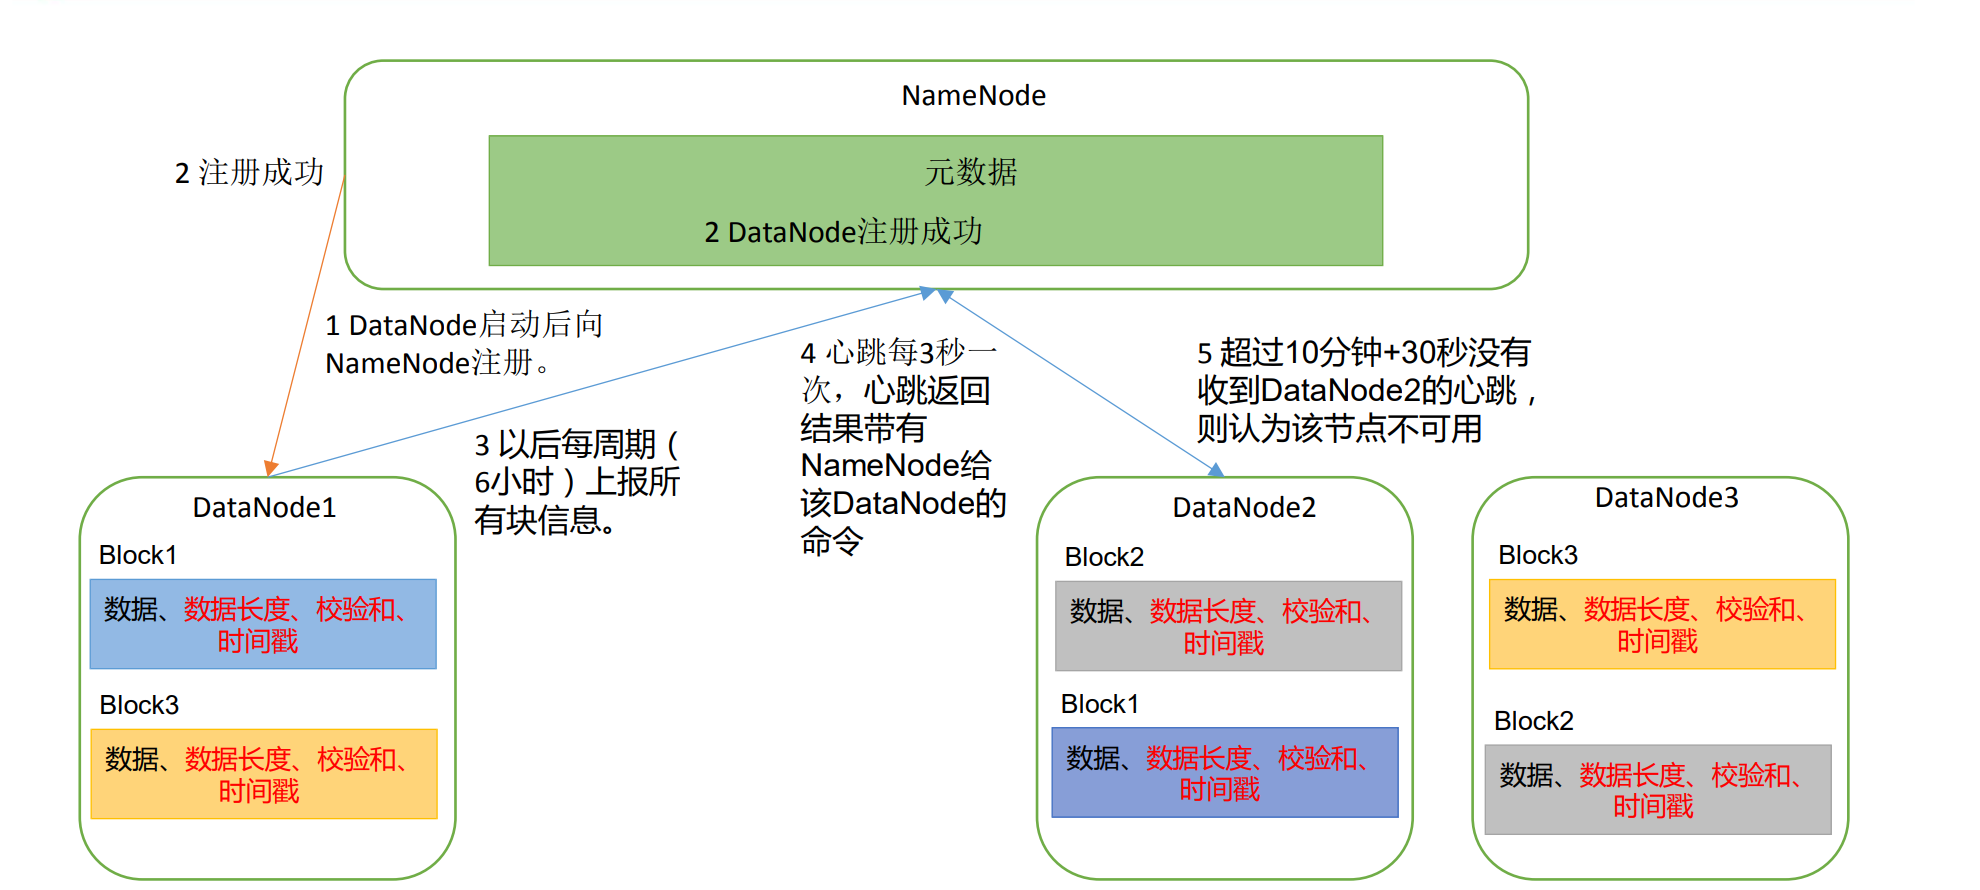 NameNode
元数据
2 DataNode注册成功
2 注册成功
1 DataNode启动后向
NameNode注册。
3 以后每周期（
6小时）上报所
有块信息。
4 心跳每3秒一
次，心跳返回
结果带有
NameNode给
该DataNode的
命令
5 超过10分钟+30秒没有
收到DataNode2的心跳，
则认为该节点不可用
DataNode1
Block1
数据、数据长度、校验和、
时间戳
Block3
数据、数据长度、校验和、
时间戳
DataNode2
Block2
数据、数据长度、校验和、
时间戳
Block1
数据、数据长度、校验和、
时间戳
DataNode3
Block3
数据、数据长度、校验和、
时间戳
Block2
数据、数据长度、校验和、
时间戳